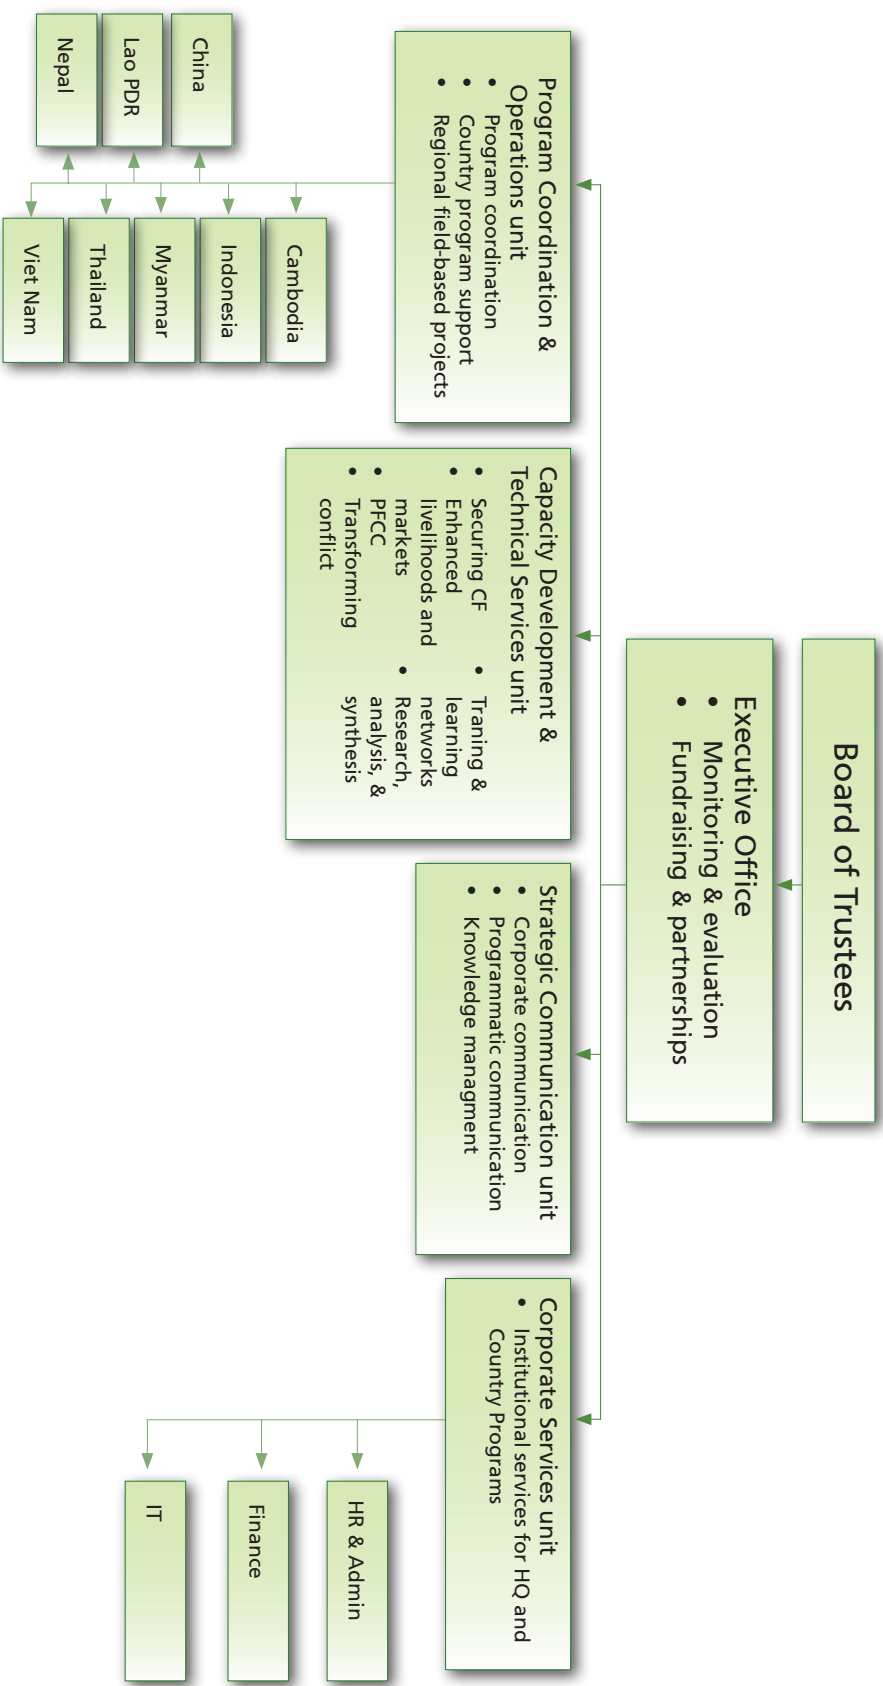 Board of Trustees
Executive Office
• Monitoring & evaluation
• Fundraising & partnerships
Program Coordination &
Operations unit
• Program coordination
• Country program support
• Regional field-based projects
China
Lao PDR
Nepal
Cambodia
Indonesia
Myanmar
Thailand
Viet Nam
Capacity Development &
Technical Services unit
• Securing CF
• Enhanced
livelihoods and
markets
• PFCC
• Transforming
conflict
• Traning &
learning
networks
• Research,
analysis, &
synthesis
Strategic Communication unit
• Corporate communication
• Programmatic communication
• Knowledge managment
Corporate Services unit
• Institutional services for HQ and
Country Programs
HR & Admin
Finance
IT